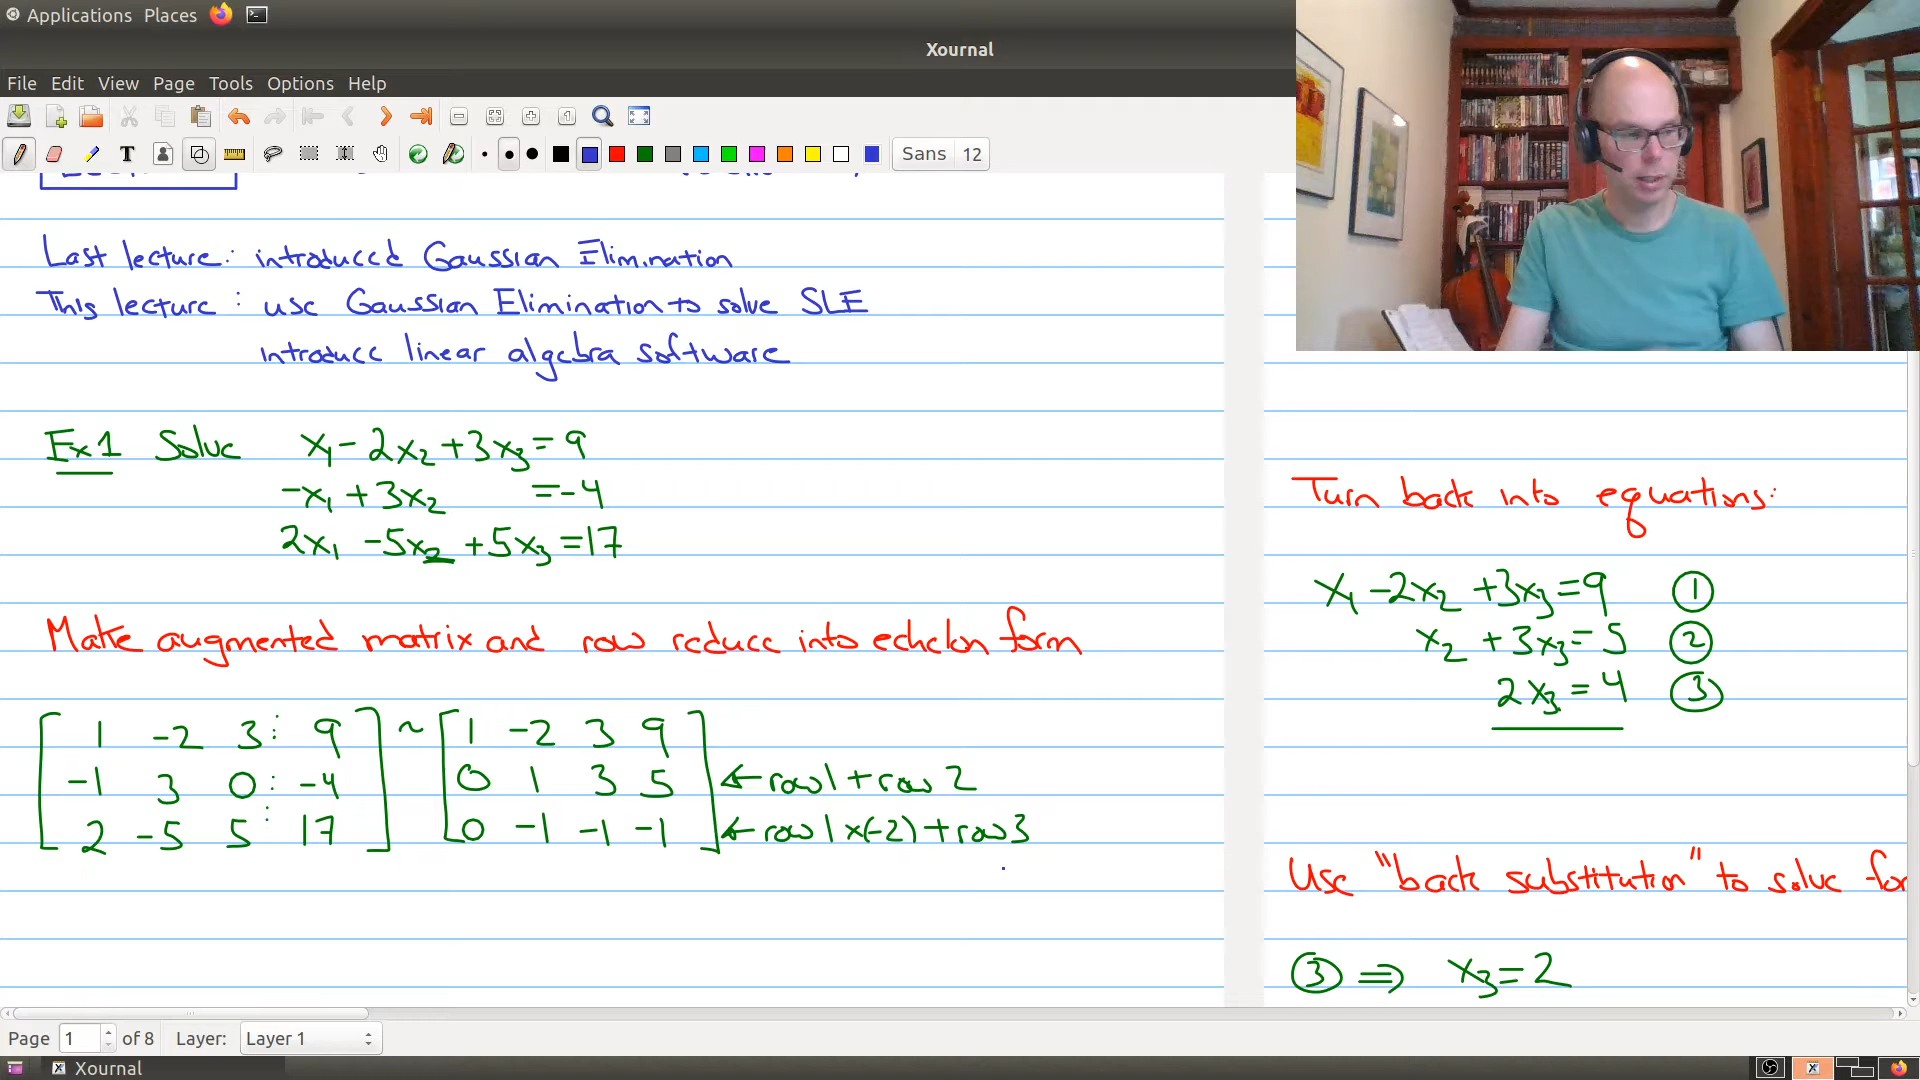 Applications Places
Xournal
File Edit View Page Tools Options Help
Sans 12
Last lecture: introduced Gaussian Elimination
This lecture: use Gaussian Elimination to solve SLE
introduce linear algebra software
Ex1 Solve x₁ - 2x₂ + 3x₃ = 9
-x₁ + 3x₂ = -4
2x₁ - 5x₂ + 5x₃ = 17
Make augmented matrix and row reduce into echelon form
[ 1 -2 3 : 9 ] ~ [ 1 -2 3 9 ]
[ -1 3 0 : -4 ] [ 0 1 3 5 ] ← row 1 + row 2
[ 2 -5 5 : 17 ] [ 0 -1 -1 -1 ] ← row 1 x(-2) + row 3
Turn back into equations:
x₁ - 2x₂ + 3x₃ = 9 ①
x₂ + 3x₃ = 5 ②
2x₃ = 4 ③
Use "back substitution" to solve for
③ ⇒ x₃ = 2
Page 1 of 8 Layer: Layer 1
Xournal